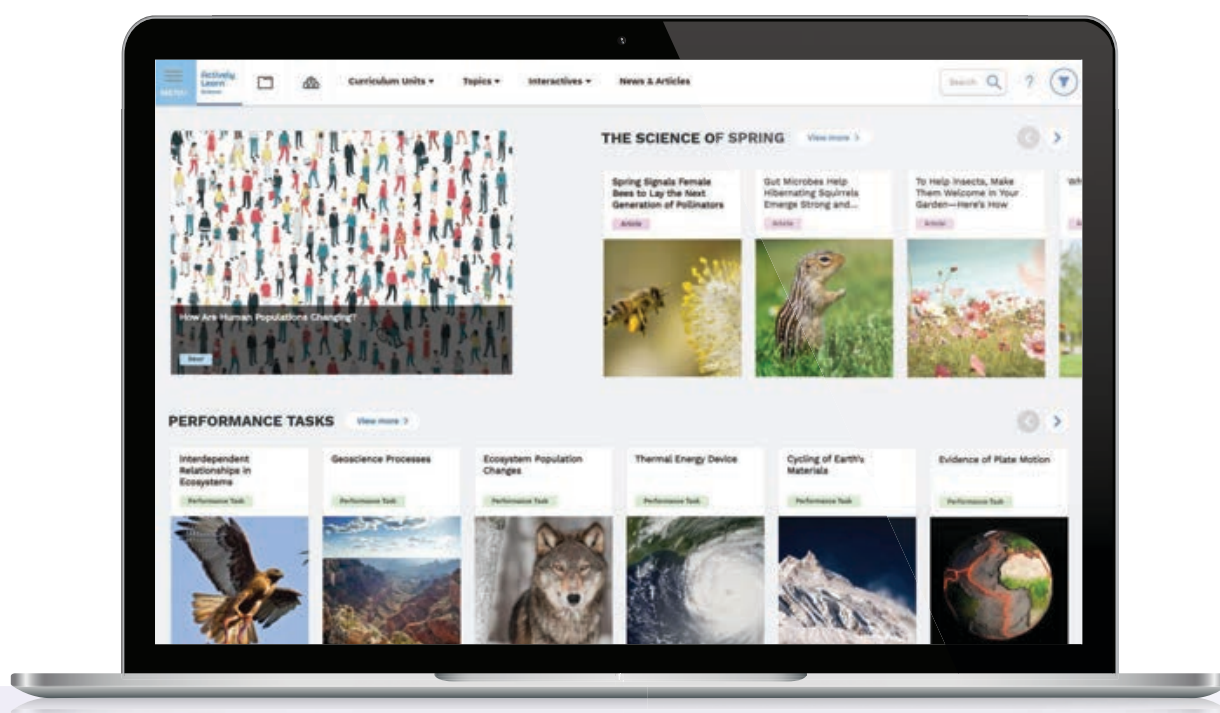 MENU
Actively
Learn
Science
Curriculum Units
Topics
Interactives
News & Articles
Search
?
How Are Human Populations Changing?
THE SCIENCE OF SPRING
View more >
Spring Signals Female
Bees to Lay the Next
Generation of Pollinators
Article
Gut Microbes Help
Hibernating Squirrels
Emerge Strong and...
Article
To Help Insects, Make
Them Welcome in Your
Garden—Here's How
Article
PERFORMANCE TASKS
View more >
Interdependent
Relationships in
Ecosystems
Performance Task
Geoscience Processes
Performance Task
Ecosystem Population
Changes
Performance Task
Thermal Energy Device
Performance Task
Cycling of Earth's
Materials
Performance Task
Evidence of Plate Motion
Performance Task